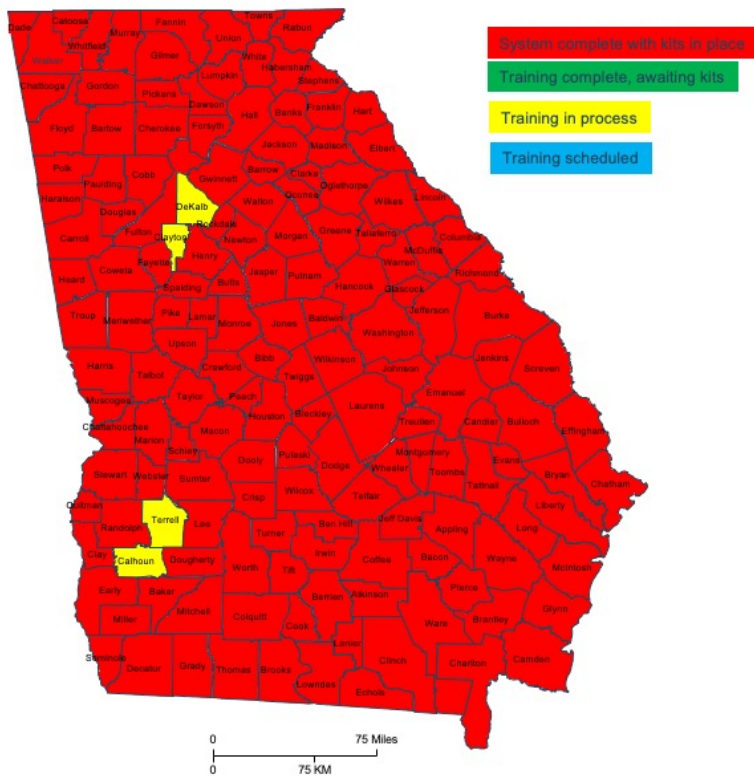 Dade
Catoosa
Whitfield
Murray
Fannin
Union
Towns
Rabun
Walker
Gilmer
White
Habersham
Lumpkin
Stephens
Chattooga
Gordon
Pickens
Dawson
Hall
Banks
Franklin
Hart
Floyd
Bartow
Cherokee
Forsyth
Jackson
Madison
Elbert
Polk
Paulding
Cobb
Gwinnett
Barrow
Clarke
Oconee
Oglethorpe
Wilkes
Lincoln
Haralson
Douglas
DeKalb
Rockdale
Walton
Carroll
Fulton
Clayton
Newton
Morgan
Greene
Taliaferro
McDuffie
Columbia
Heard
Coweta
Fayette
Henry
Warren
Richmond
Spalding
Butts
Jasper
Putnam
Hancock
Glascock
Jefferson
Burke
Troup
Meriwether
Pike
Lamar
Monroe
Jones
Baldwin
Washington
Upson
Harris
Talbot
Crawford
Bibb
Twiggs
Wilkinson
Johnson
Jenkins
Screven
Emanuel
Muscogee
Taylor
Peach
Houston
Bleckley
Laurens
Treutlen
Candler
Bulloch
Effingham
Chattahoochee
Marion
Macon
Schley
Dooly
Pulaski
Dodge
Wheeler
Montgomery
Toombs
Tattnall
Evans
Bryan
Chatham
Stewart
Webster
Sumter
Crisp
Wilcox
Telfair
Liberty
Quitman
Randolph
Terrell
Lee
Turner
Ben Hill
Jeff Davis
Appling
Long
Clay
Calhoun
Dougherty
Worth
Tift
Irwin
Coffee
Bacon
Wayne
McIntosh
Early
Baker
Mitchell
Colquitt
Berrien
Atkinson
Pierce
Glynn
Miller
Cook
Ware
Brantley
Lanier
Seminole
Decatur
Grady
Thomas
Brooks
Lowndes
Echols
Clinch
Charlton
Camden
System complete with kits in place
Training complete, awaiting kits
Training in process
Training scheduled
0 75 Miles
0 75 KM